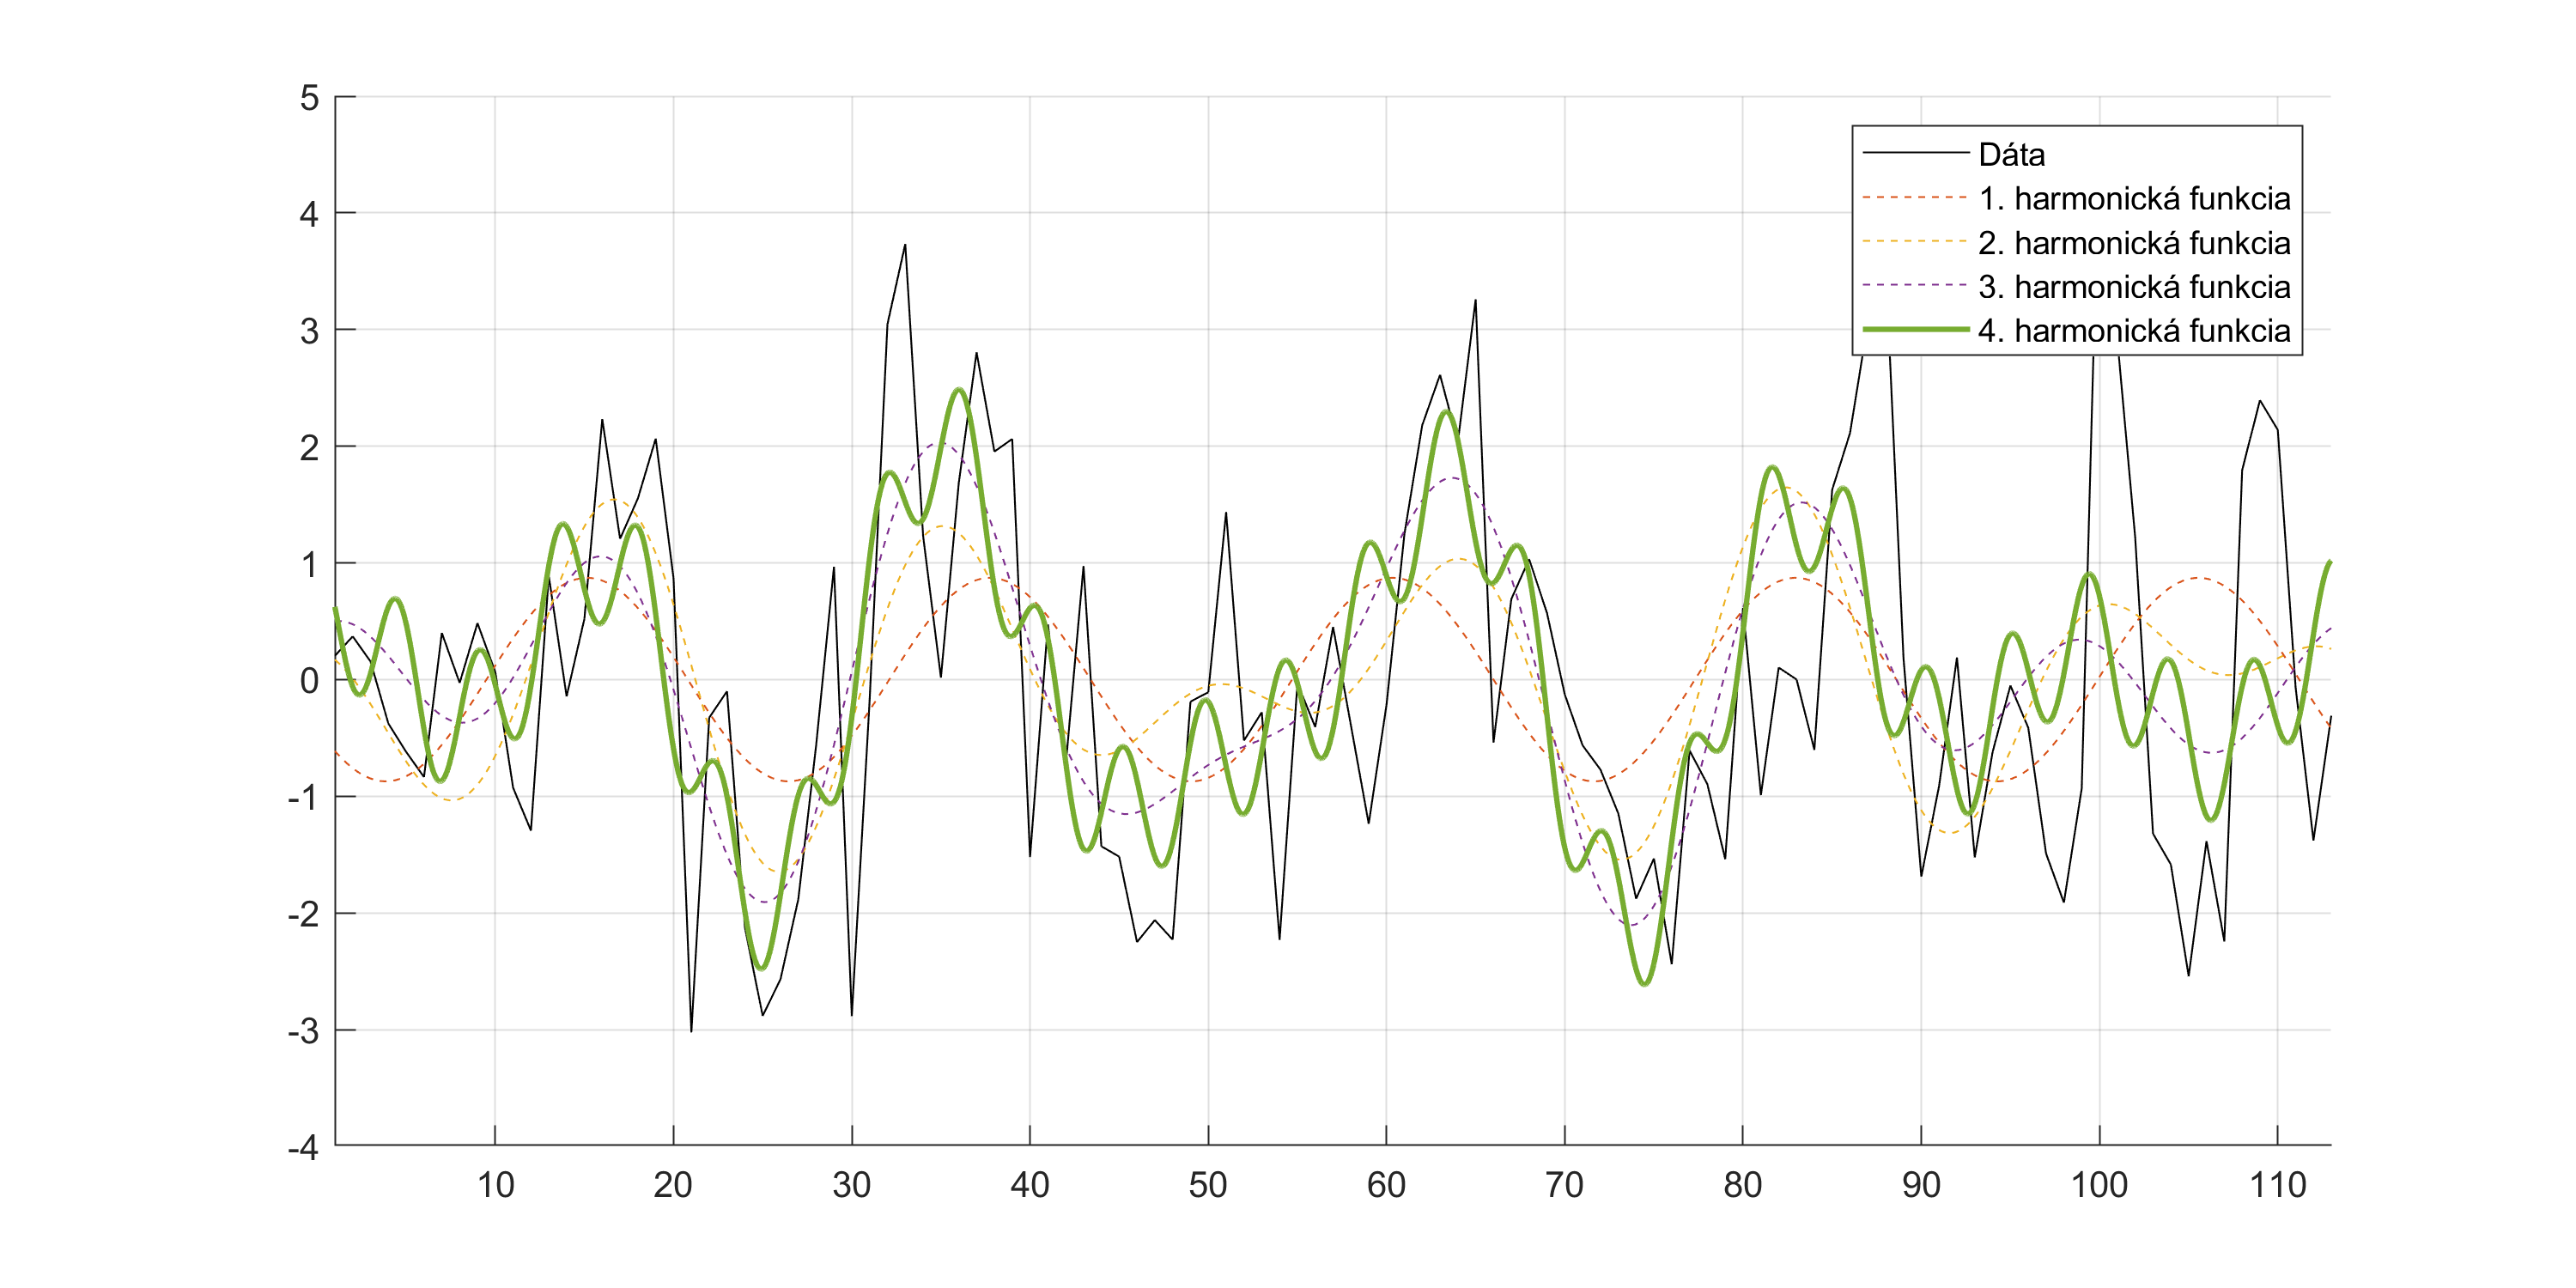 5
4
3
2
1
0
-1
-2
-3
-4
10 20 30 40 50 60 70 80 90 100 110
Dáta
1. harmonická funkcia
2. harmonická funkcia
3. harmonická funkcia
4. harmonická funkcia